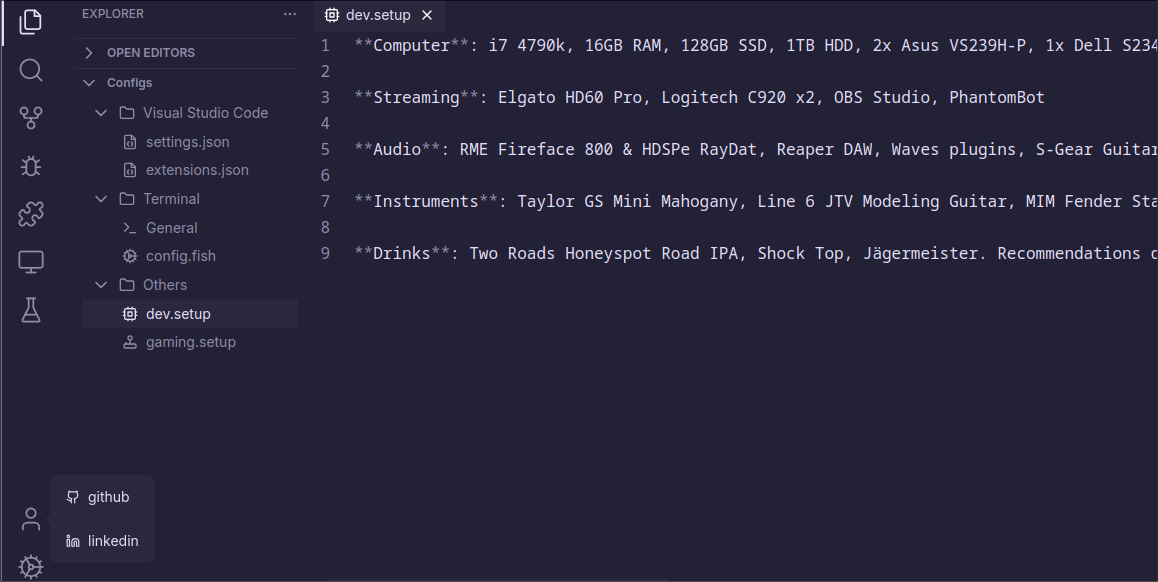 EXPLORER
OPEN EDITORS
Configs
Visual Studio Code
settings.json
extensions.json
Terminal
General
config.fish
Others
dev.setup
gaming.setup
github
linkedin
dev.setup
1 **Computer**: i7 4790k, 16GB RAM, 128GB SSD, 1TB HDD, 2x Asus VS239H-P, 1x Dell
2
3 **Streaming**: Elgato HD60 Pro, Logitech C920 x2, OBS Studio, PhantomBot
4
5 **Audio**: RME Fireface 800 & HDSPe RayDat, Reaper DAW, Waves plugins, S-Gear Guitar
6
7 **Instruments**: Taylor GS Mini Mahogany, Line 6 JTV Modeling Guitar, MIM Fender
8
9 **Drinks**: Two Roads Honeyspot Road IPA, Shock Top, Jägermeister. Recommendations